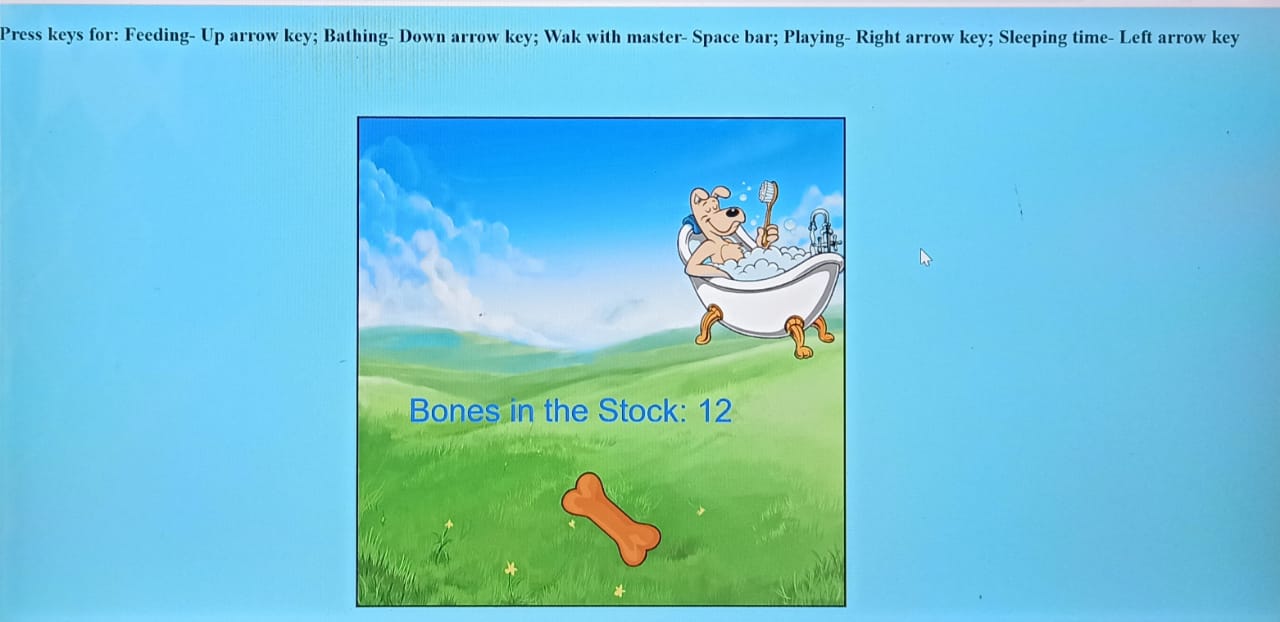 Press keys for: Feeding- Up arrow key; Bathing- Down arrow key; Wak with master- Space bar; Playing- Right arrow key; Sleeping time- Left arrow key
Bones in the Stock: 12